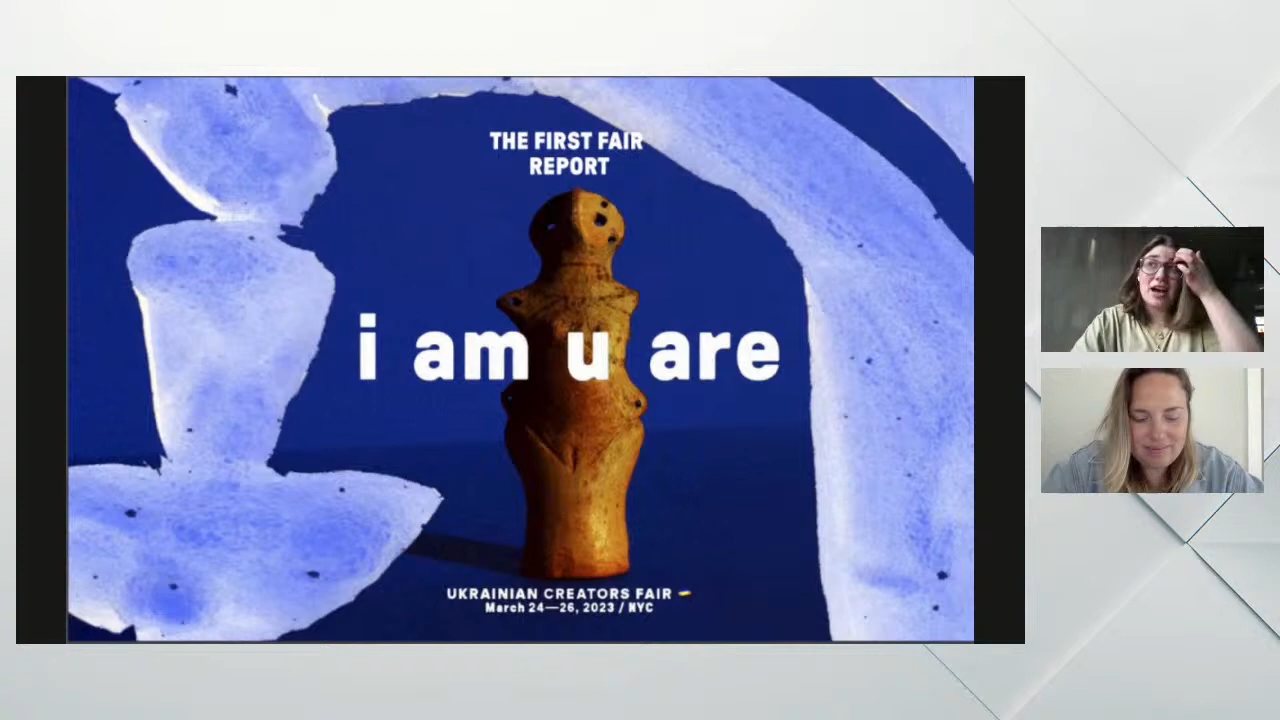 THE FIRST FAIR
REPORT
i am u are
UKRAINIAN CREATORS FAIR
March 24—26, 2023 / NYC